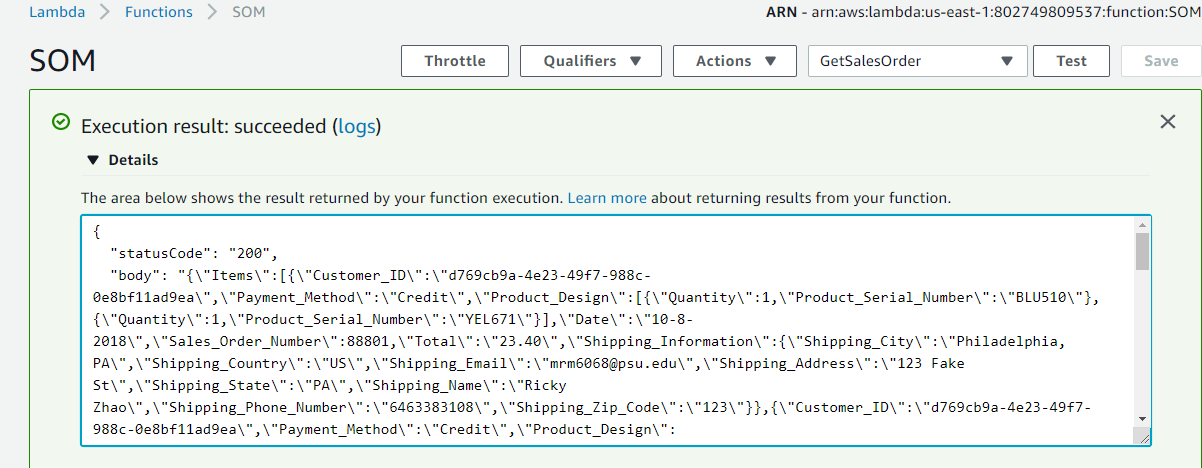 Lambda > Functions > SOM
ARN - arn:aws:lambda:us-east-1:802749809537:function:SOM
SOM
Throttle Qualifiers ▼ Actions ▼ GetSalesOrder ▼ Test Save
Execution result: succeeded (logs)
▼ Details
The area below shows the result returned by your function execution. Learn more about returning results from your function.
{
"statusCode": "200",
"body": "{\"Items\":[{\"Customer_ID\":\"d769cb9a-4e23-49f7-988c-
0e8bf11ad9ea\",\"Payment_Method\":\"Credit\",\"Product_Design\":[{\"Quantity\":1,\"Product_Serial_Number\":\"BLU510\"},
{\"Quantity\":1,\"Product_Serial_Number\":\"YEL671\"}],\"Date\":\"10-8-
2018\",\"Sales_Order_Number\":88801,\"Total\":\"23.40\",\"Shipping_Information\":{\"Shipping_City\":\"Philadelphia,
PA\",\"Shipping_Country\":\"US\",\"Shipping_Email\":\"mrm6068@psu.edu\",\"Shipping_Address\":\"123 Fake
St\",\"Shipping_State\":\"PA\",\"Shipping_Name\":\"Ricky
Zhao\",\"Shipping_Phone_Number\":\"6463383108\",\"Shipping_Zip_Code\":\"123\"}},{\"Customer_ID\":\"d769cb9a-4e23-49f7-
988c-0e8bf11ad9ea\",\"Payment_Method\":\"Credit\",\"Product_Design\":